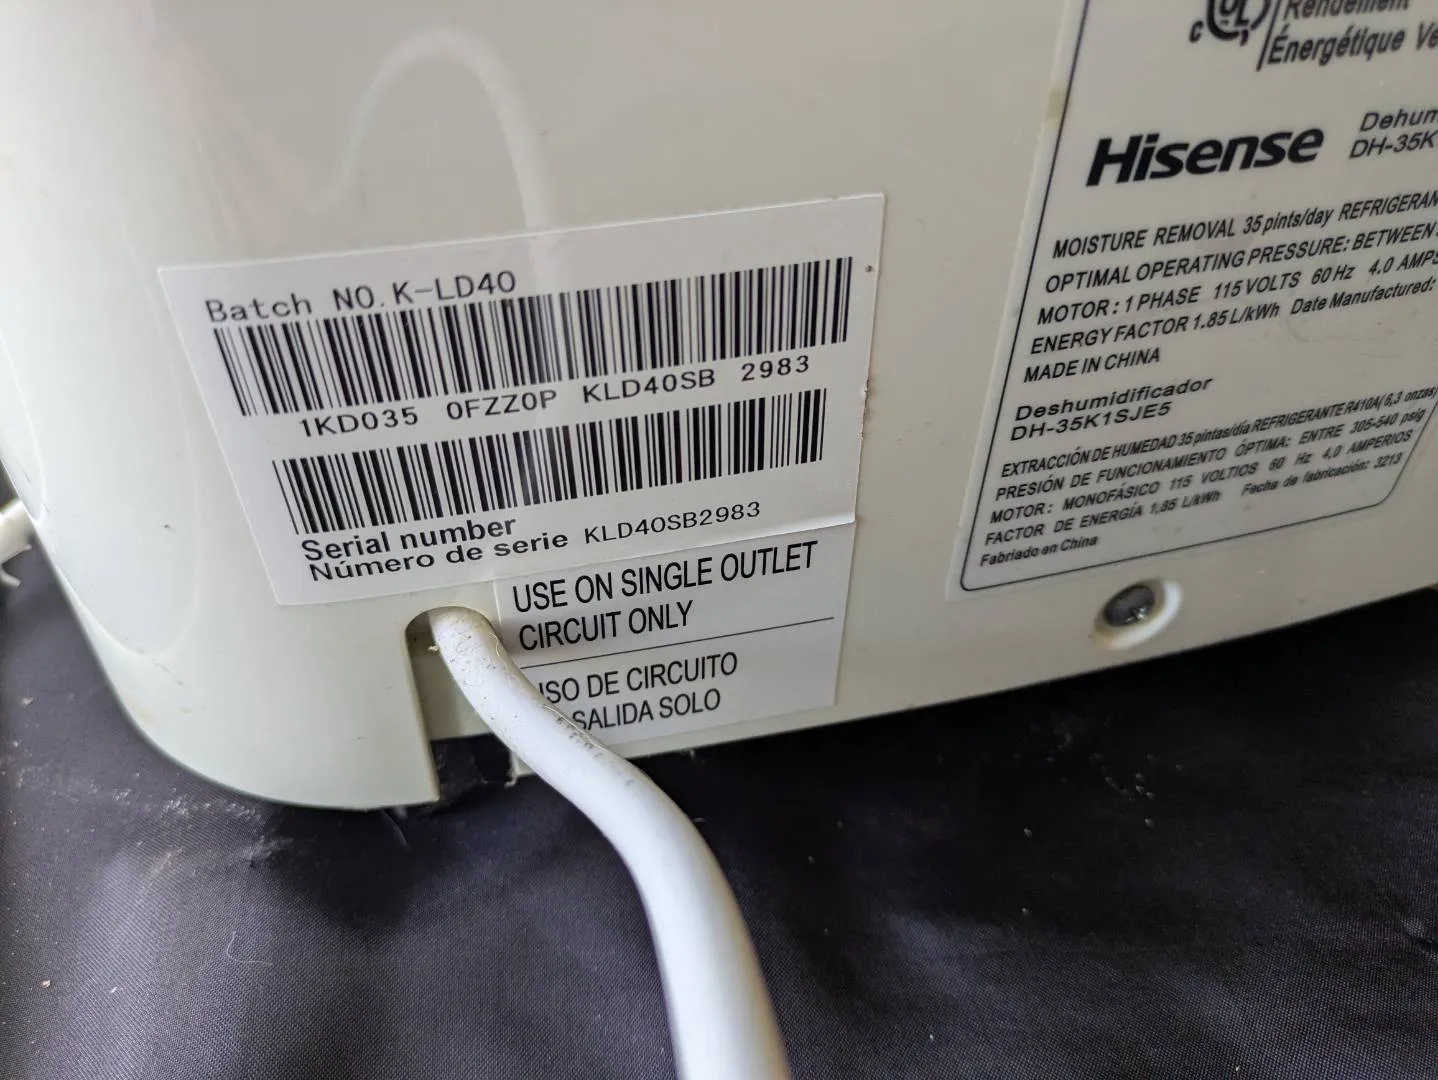 Batch NO.K-LD40
1KD035 0FZZ0P KLD40SB 2983
Serial number
Número de serie KLD40SB2983
USE ON SINGLE OUTLET
CIRCUIT ONLY
USO DE CIRCUITO
SALIDA SOLO
c UL
Rendement
Énergétique Ve
Hisense
Dehum
DH-35K
MOISTURE REMOVAL 35 pints/day REFRIGERAN
OPTIMAL OPERATING PRESSURE: BETWEEN
MOTOR: 1 PHASE 115 VOLTS 60 Hz 4.0 AMPS
ENERGY FACTOR 1.85 L/kWh Date Manufactured:
MADE IN CHINA
Deshumidificador
DH-35K1SJE5
EXTRACCIÓN DE HUMEDAD 35 pintas/día REFRIGERANTE R410A( 6,3 onzas)
PRESIÓN DE FUNCIONAMIENTO ÓPTIMA: ENTRE 305-540 psig
MOTOR: MONOFÁSICO 115 VOLTIOS 60 Hz 4,0 AMPERIOS
FACTOR DE ENERGÍA 1,85 L/kWh Fecha de fabricación: 3213
Fabriado en China